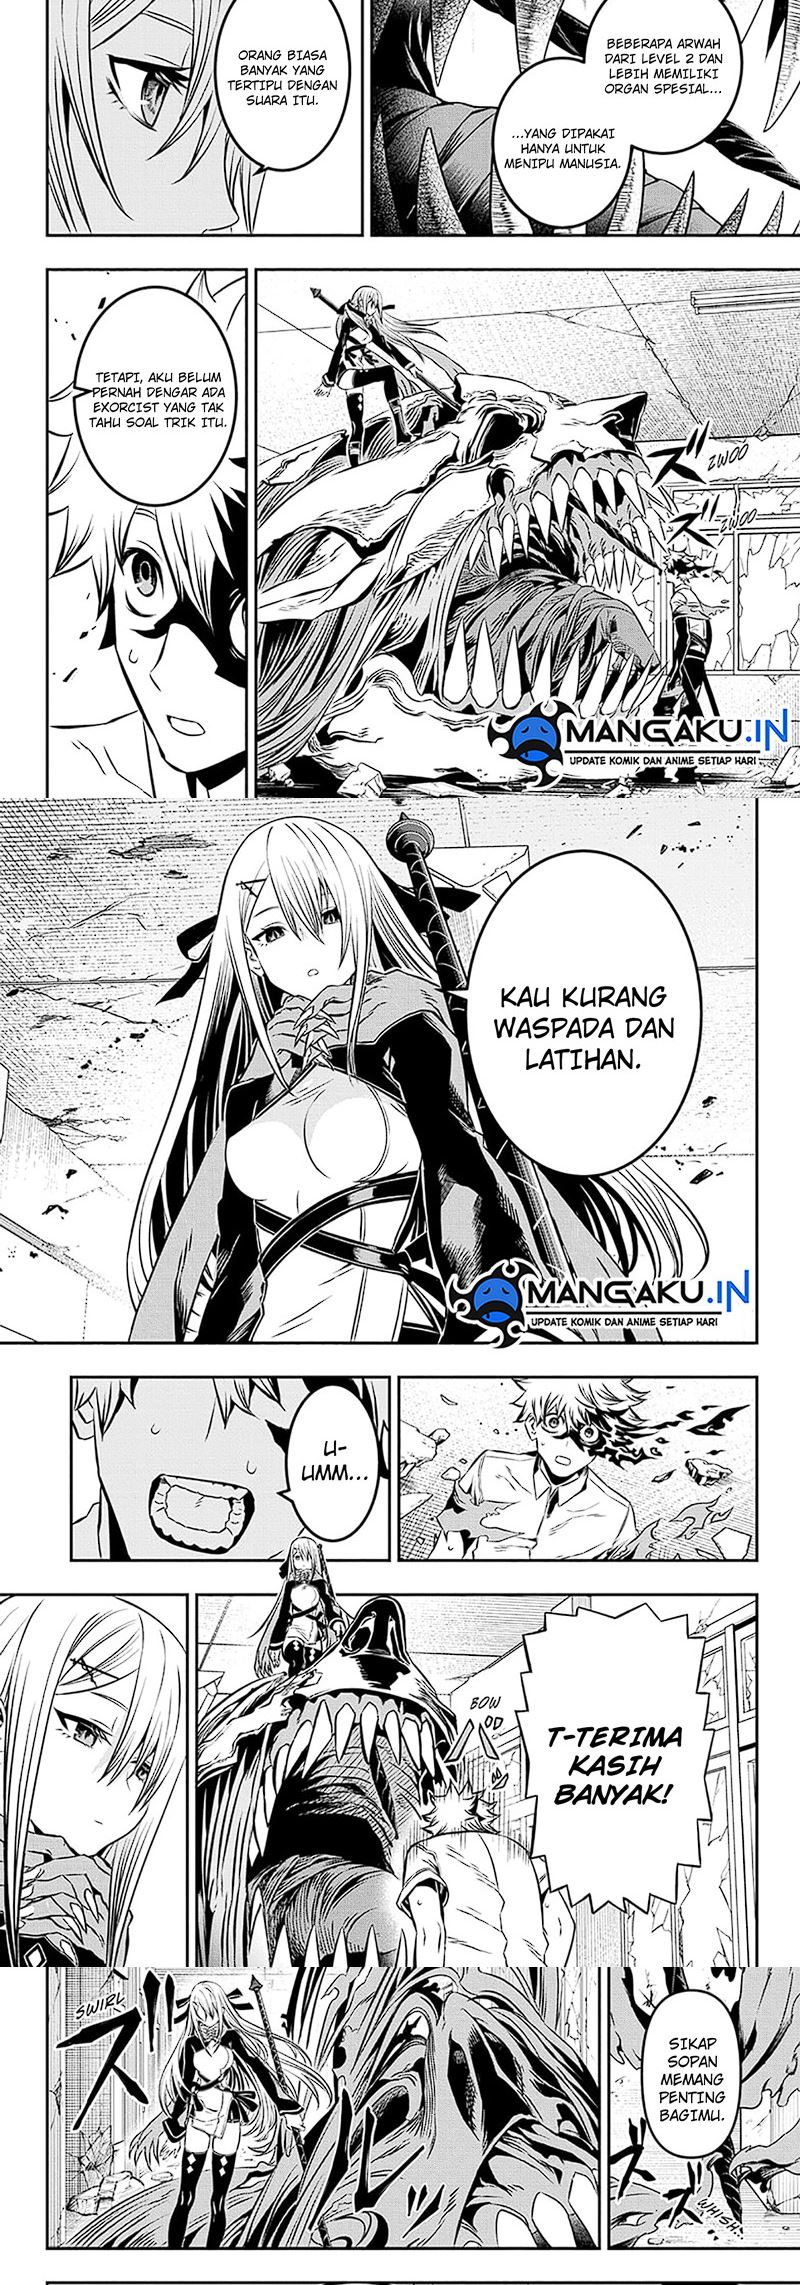 BEBERAPA ARWAH
DARI LEVEL 2 DAN
LEBIH MEMILIKI
ORGAN SPESIAL...
...YANG DIPAKAI
HANYA UNTUK
MENIPU MANUSIA.
ORANG BIASA
BANYAK YANG
TERTIPU DENGAN
SUARA ITU.
ZWOO
ズ
ZWOO
ズ
TETAPI, AKU BELUM
PERNAH DENGAR ADA
EXORCIST YANG TAK
TAHU SOAL TRIK ITU.
MANGAKU.IN
UPDATE KOMIK DAN ANIME SETIAP HARI
KAU KURANG
WASPADA DAN
LATIHAN.
MANGAKU.IN
UPDATE KOMIK DAN ANIME SETIAP HARI
U-
UMM...
BOW
T-TERIMA
KASIH
BANYAK!
SIKAP
SOPAN
MEMANG
PENTING
BAGIMU.
WHISH
SWIRL
ズ